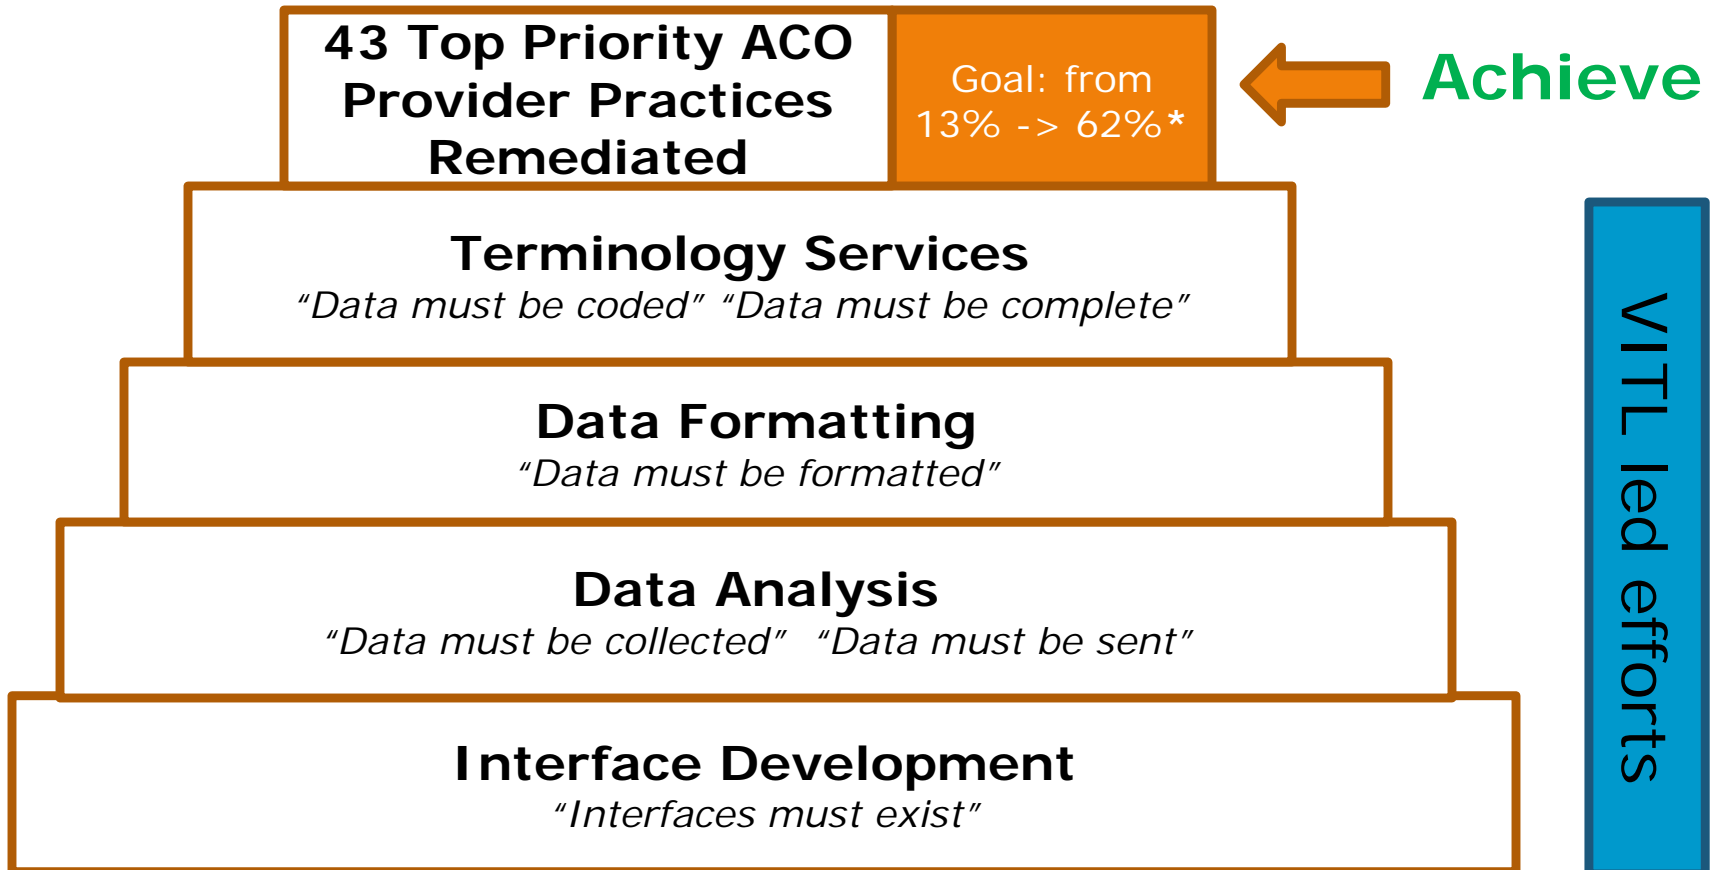 43 Top Priority ACO
Provider Practices
Remediated
Goal: from
13% -> 62%*
Achieve
Terminology Services
“Data must be coded” “Data must be complete”
Data Formatting
“Data must be formatted”
Data Analysis
“Data must be collected” “Data must be sent”
Interface Development
“Interfaces must exist”
VITL led efforts